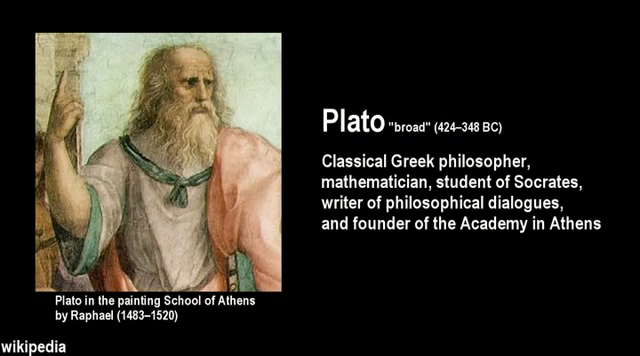 Plato "broad" (424–348 BC)
Classical Greek philosopher,
mathematician, student of Socrates,
writer of philosophical dialogues,
and founder of the Academy in Athens
Plato in the painting School of Athens
by Raphael (1483–1520)
wikipedia